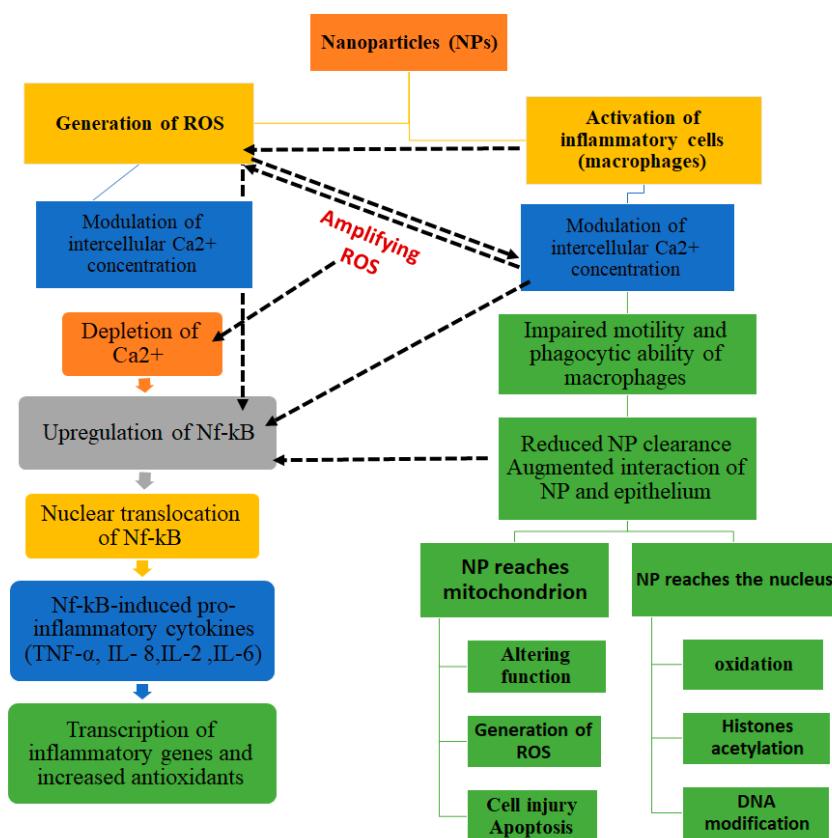 Nanoparticles (NPs)
Generation of ROS
Activation of
inflammatory cells
(macrophages)
Modulation of
intercellular Ca2+
concentration
Amplifying
ROS
Modulation of
intercellular Ca2+
concentration
Depletion of
Ca2+
Impaired motility and
phagocytic ability of
macrophages
Upregulation of Nf-kB
Reduced NP clearance
Augmented interaction of
NP and epithelium
Nuclear translocation
of Nf-kB
Nf-kB-induced pro-
inflammatory cytokines
(TNF-α, IL- 8,IL-2 ,IL-6)
Transcription of
inflammatory genes and
increased antioxidants
NP reaches
mitochondrion
Altering
function
Generation of
ROS
Cell injury
Apoptosis
NP reaches the nucleus
oxidation
Histones
acetylation
DNA
modification